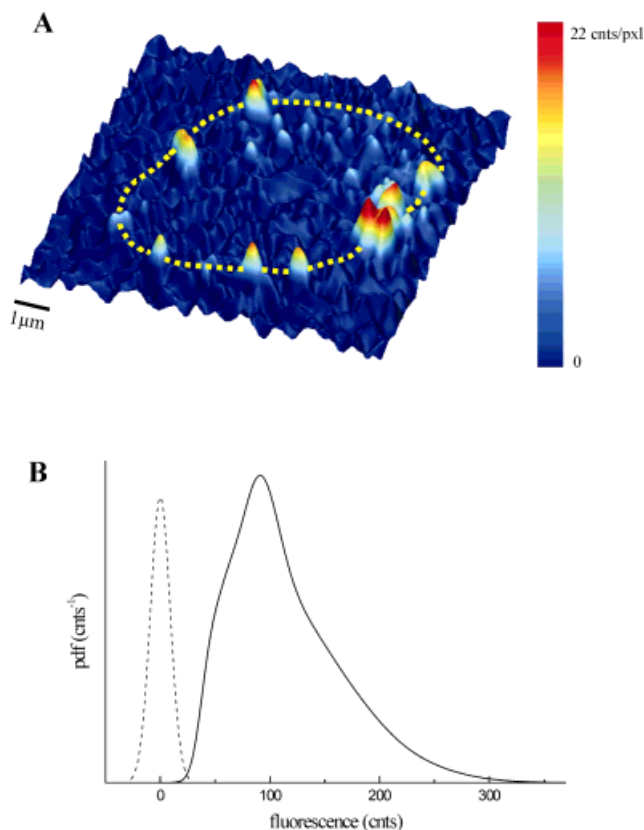 A
22 cnts/pxl
0
1μm
B
pdf (cnts⁻¹)
0 100 200 300
fluorescence (cnts)